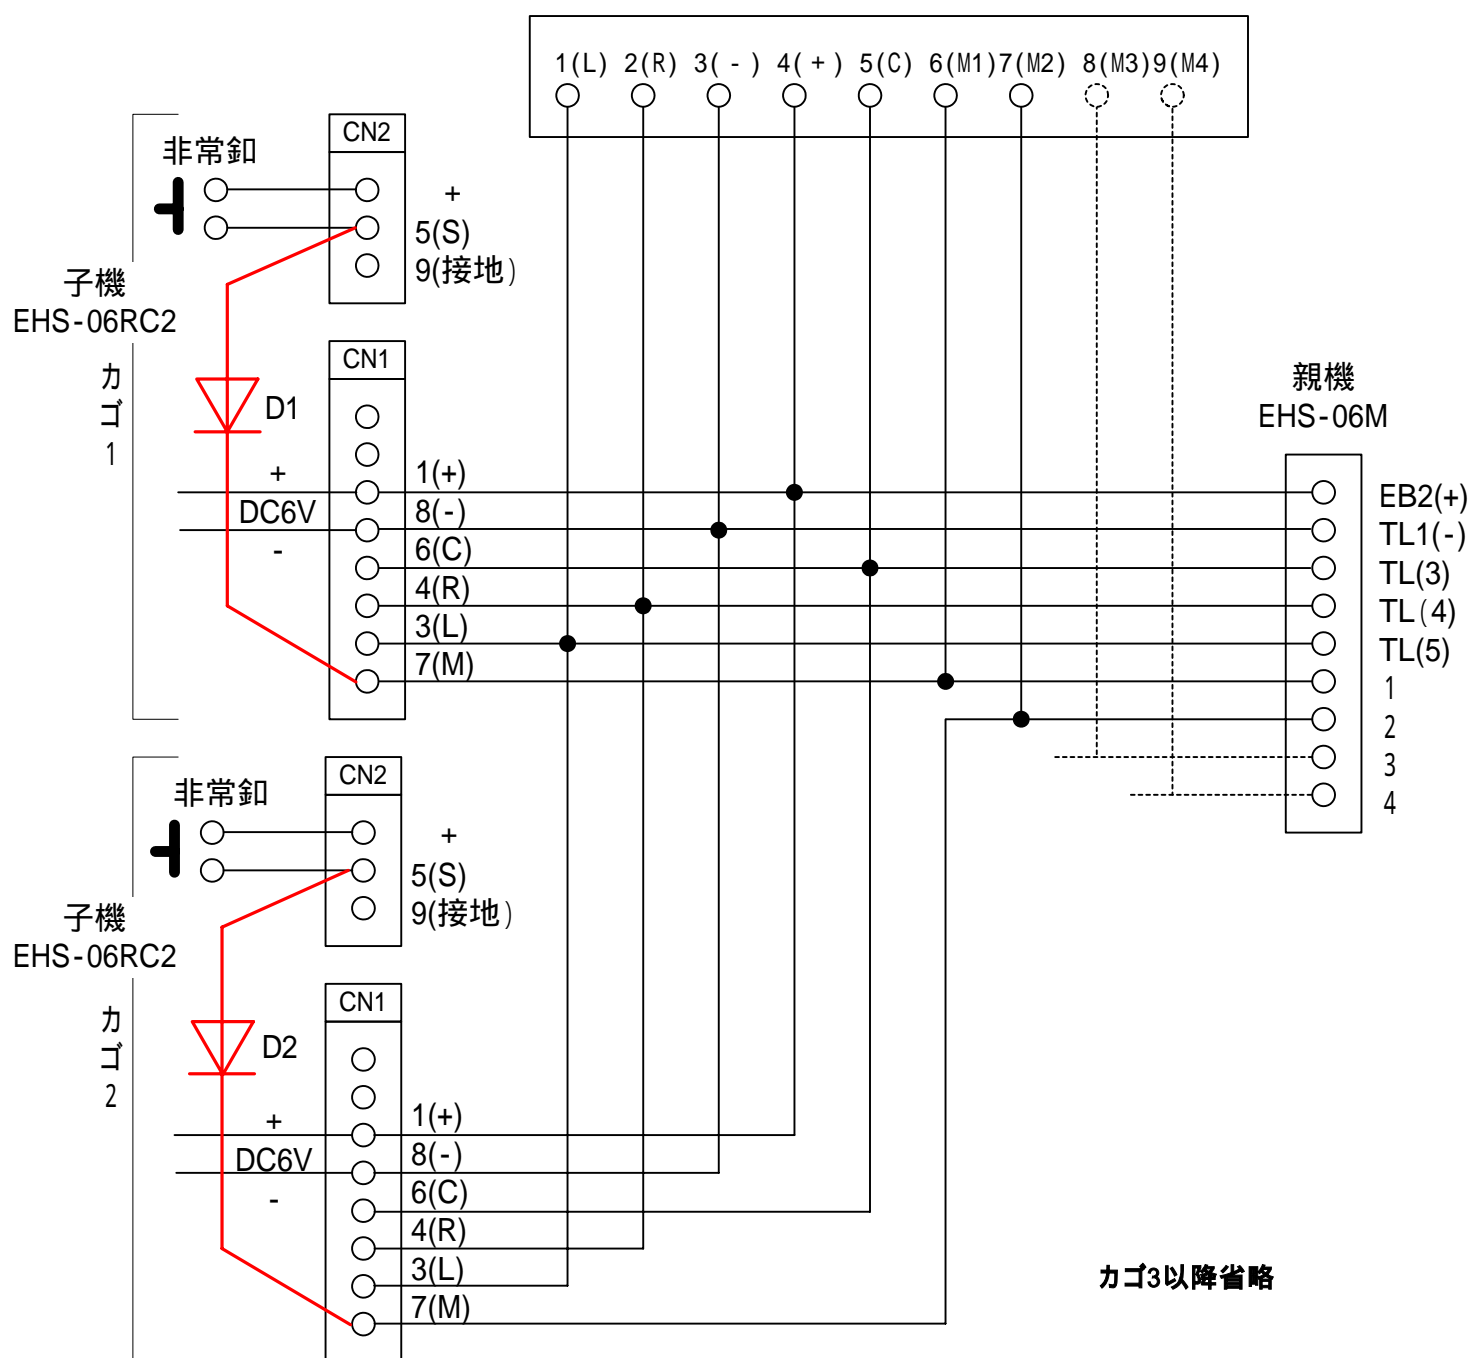 1(L) 2(R) 3( - ) 4( + ) 5(C) 6(M1) 7(M2) 8(M3) 9(M4)
CN2
非常釦
+
5(S)
9(接地)
子機
EHS-06RC2
カゴ1
CN1
D1
+
DC6V
-
1(+)
8(-)
6(C)
4(R)
3(L)
7(M)
親機
EHS-06M
EB2(+)
TL1(-)
TL(3)
TL(4)
TL(5)
1
2
3
4
CN2
非常釦
+
5(S)
9(接地)
子機
EHS-06RC2
カゴ2
CN1
D2
+
DC6V
-
1(+)
8(-)
6(C)
4(R)
3(L)
7(M)
カゴ3以降省略